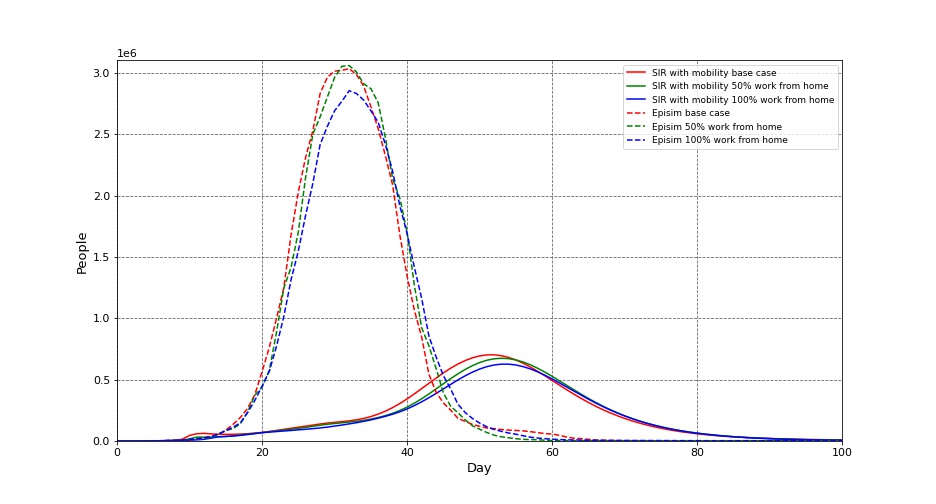 1e6
3.0
2.5
2.0
1.5
1.0
0.5
0.0
People
SIR with mobility base case
SIR with mobility 50% work from home
SIR with mobility 100% work from home
Episim base case
Episim 50% work from home
Episim 100% work from home
0 20 40 60 80 100
Day